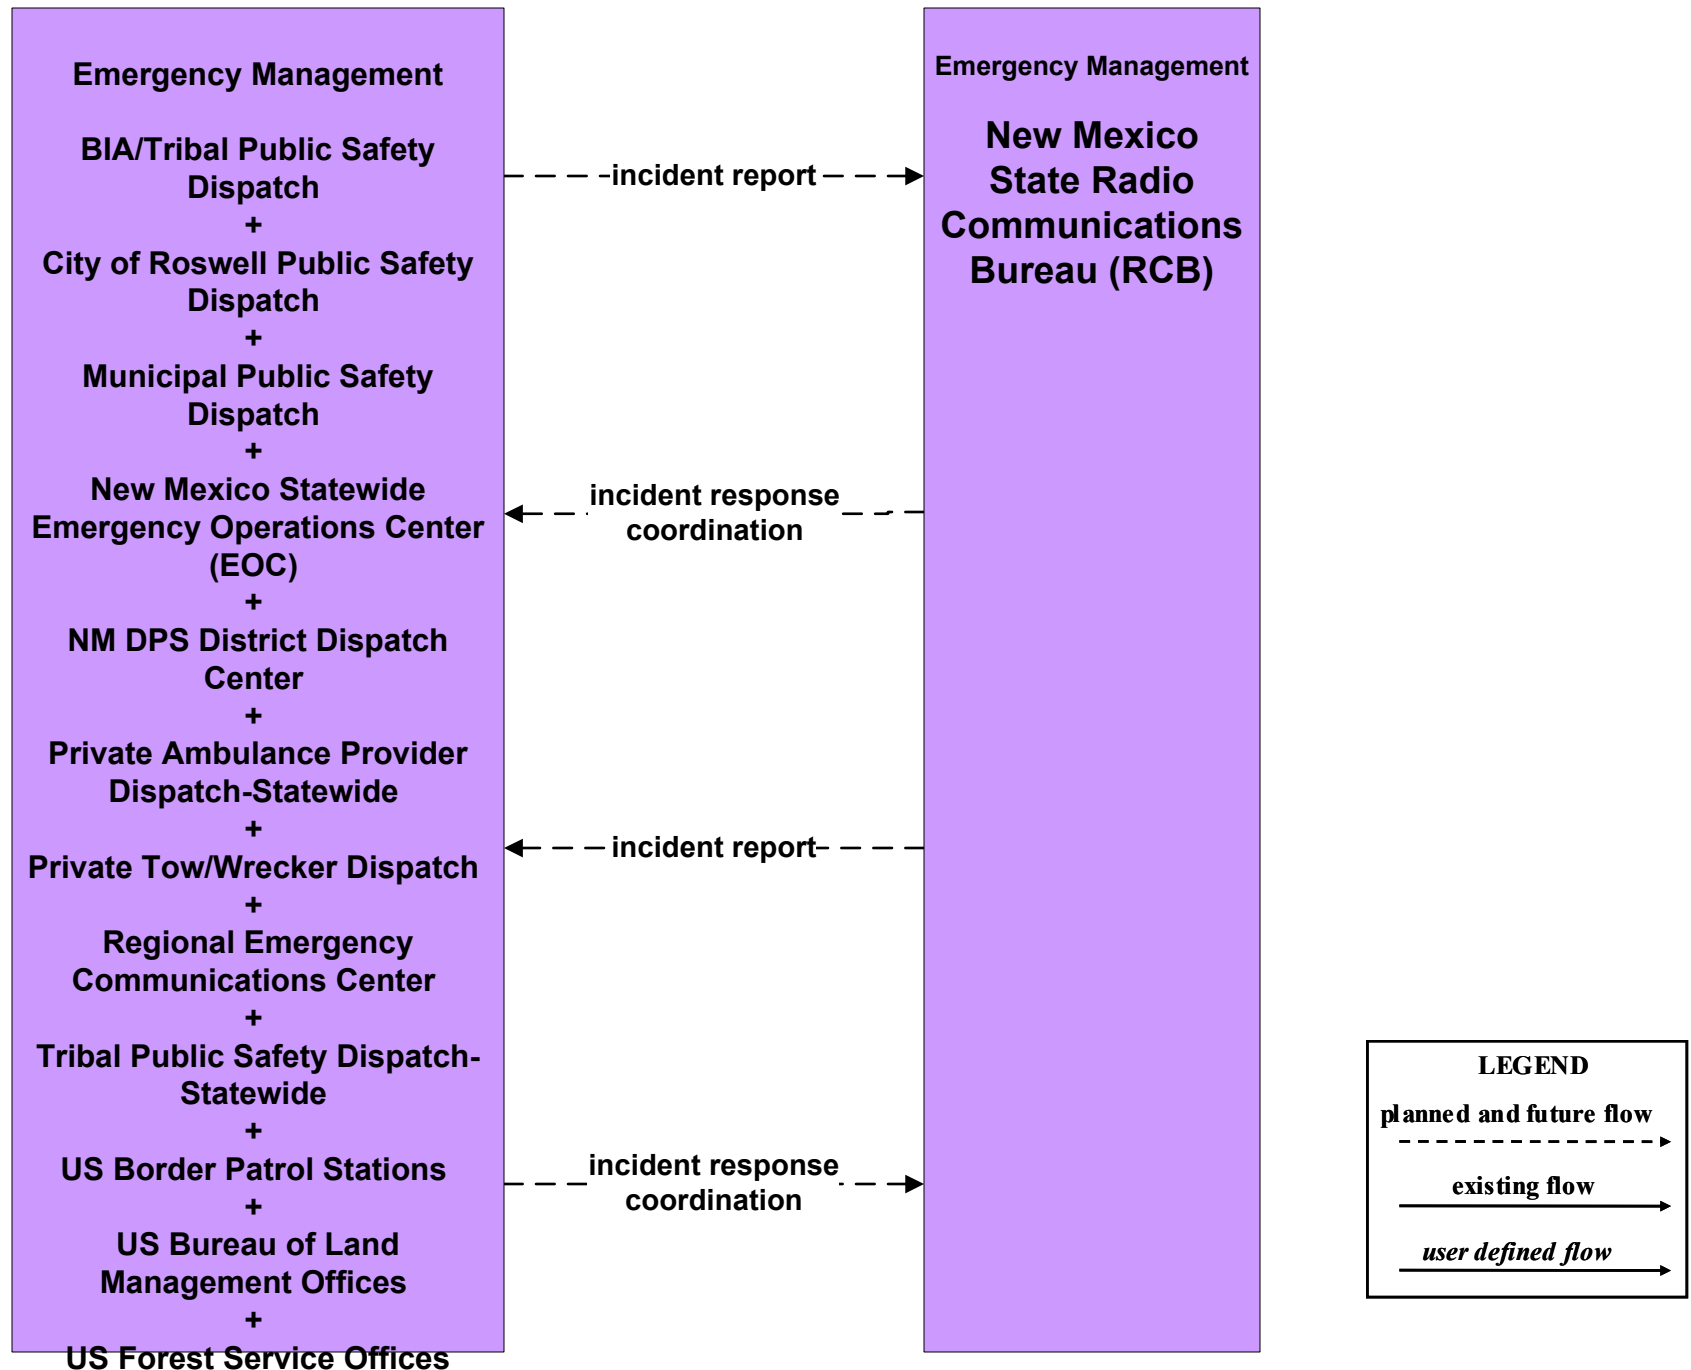 Emergency Management
BIA/Tribal Public Safety
Dispatch
+
City of Roswell Public Safety
Dispatch
+
Municipal Public Safety
Dispatch
+
New Mexico Statewide
Emergency Operations Center
(EOC)
+
NM DPS District Dispatch
Center
+
Private Ambulance Provider
Dispatch-Statewide
+
Private Tow/Wrecker Dispatch
+
Regional Emergency
Communications Center
+
Tribal Public Safety Dispatch-
Statewide
+
US Border Patrol Stations
+
US Bureau of Land
Management Offices
+
US Forest Service Offices
incident report
incident response
coordination
incident report
incident response
coordination
Emergency Management
New Mexico
State Radio
Communications
Bureau (RCB)
LEGEND
planned and future flow
existing flow
user defined flow